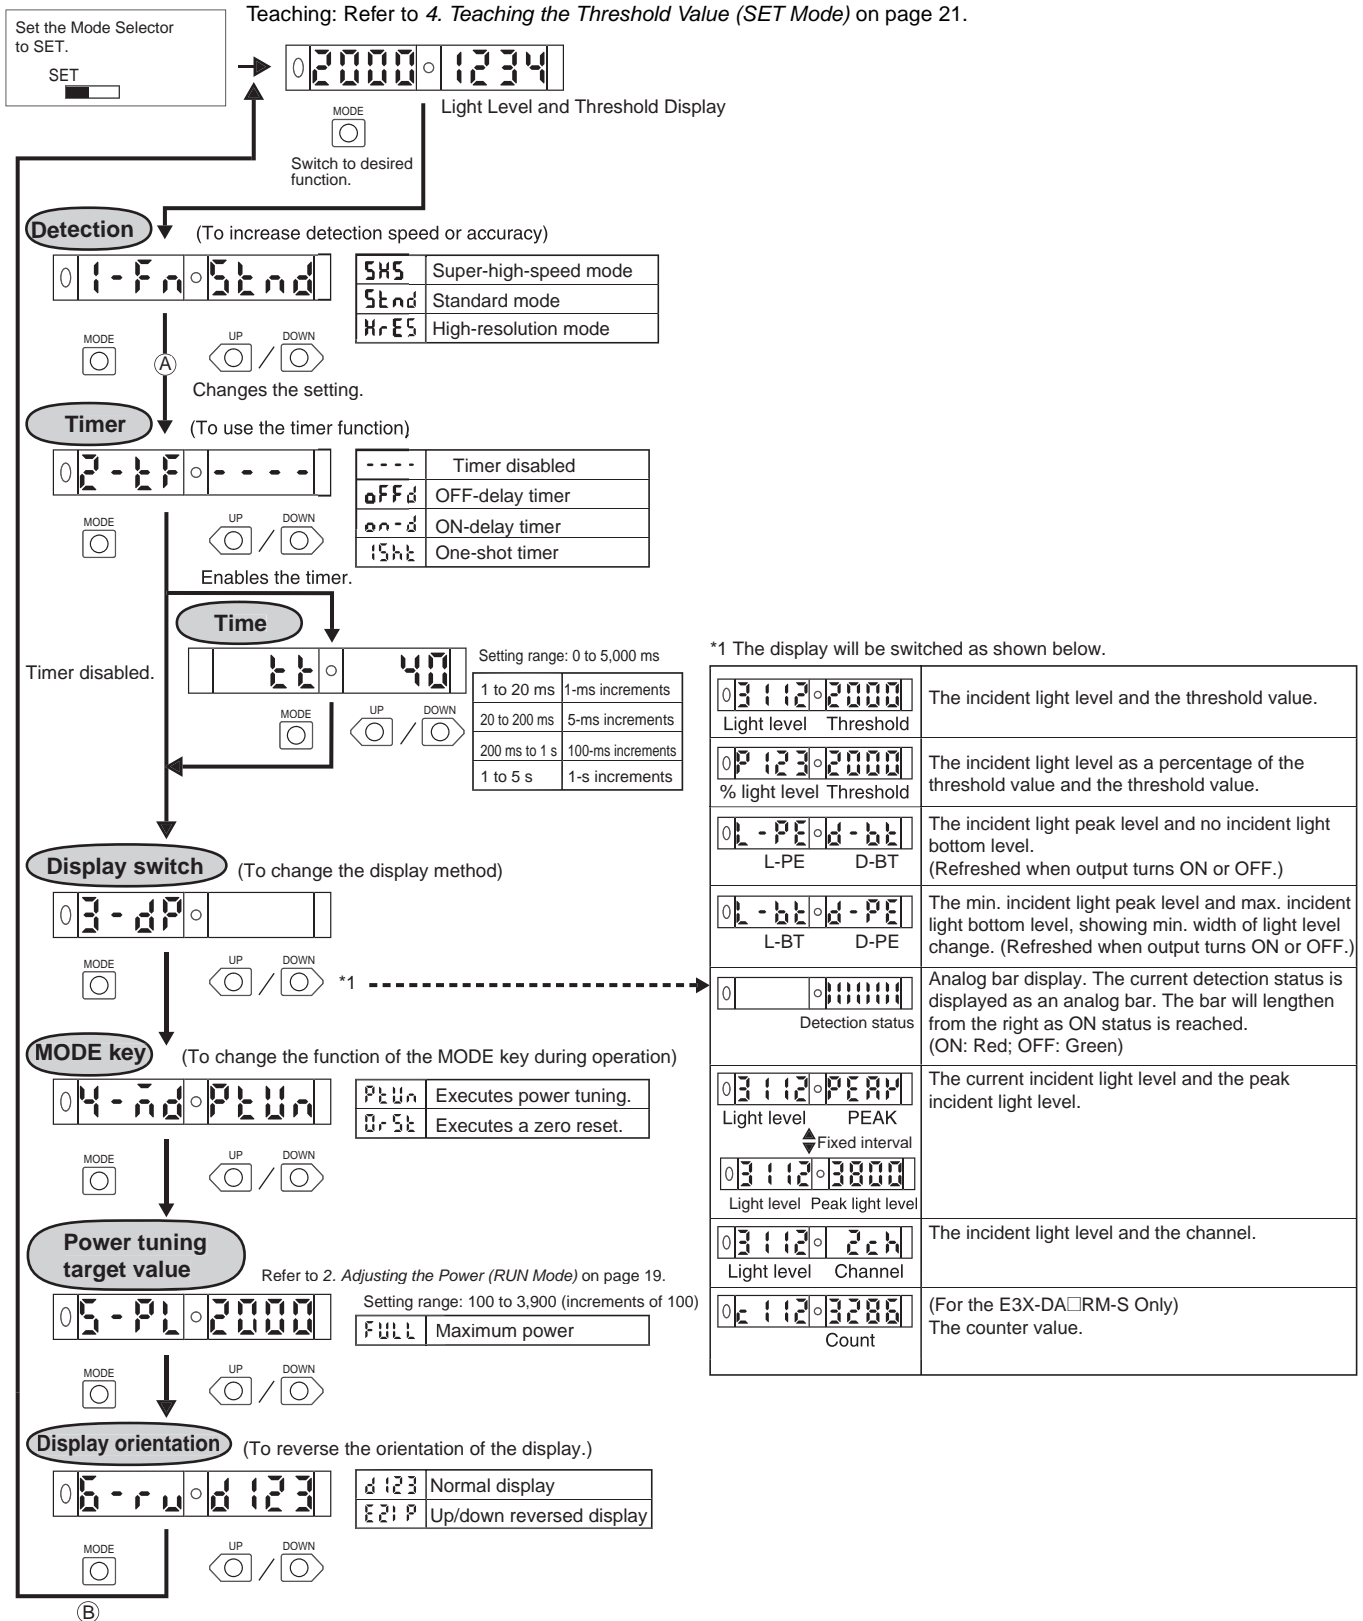 Teaching: Refer to 4. Teaching the Threshold Value (SET Mode) on page 21.
Set the Mode Selector
to SET.
SET
2000 1234
MODE
Light Level and Threshold Display
Switch to desired
function.
Detection
(To increase detection speed or accuracy)
1-Fn Stnd
SHS Super-high-speed mode
Stnd Standard mode
HrES High-resolution mode
MODE
A
UP / DOWN
Changes the setting.
Timer
(To use the timer function)
2-tF ----
---- Timer disabled
oFFd OFF-delay timer
on-d ON-delay timer
1Sht One-shot timer
MODE
UP / DOWN
Enables the timer.
Timer disabled.
Time
tt 40
MODE
UP / DOWN
Setting range: 0 to 5,000 ms
1 to 20 ms 1-ms increments
20 to 200 ms 5-ms increments
200 ms to 1 s 100-ms increments
1 to 5 s 1-s increments
Display switch
(To change the display method)
3-dP
MODE
UP / DOWN *1
MODE key
(To change the function of the MODE key during operation)
4-md PtUn
PtUn Executes power tuning.
0rSt Executes a zero reset.
MODE
UP / DOWN
Power tuning
target value
Refer to 2. Adjusting the Power (RUN Mode) on page 19.
Setting range: 100 to 3,900 (increments of 100)
5-PL 2000
FULL Maximum power
MODE
UP / DOWN
Display orientation
(To reverse the orientation of the display.)
6-ru d123
d123 Normal display
E21P Up/down reversed display
MODE
UP / DOWN
B
*1 The display will be switched as shown below.
3112 2000
Light level Threshold
The incident light level and the threshold value.
P123 2000
% light level Threshold
The incident light level as a percentage of the
threshold value and the threshold value.
L-PE d-bt
L-PE D-BT
The incident light peak level and no incident light
bottom level.
(Refreshed when output turns ON or OFF.)
L-bt d-PE
L-BT D-PE
The min. incident light peak level and max. incident
light bottom level, showing min. width of light level
change. (Refreshed when output turns ON or OFF.)
Detection status
Analog bar display. The current detection status is
displayed as an analog bar. The bar will lengthen
from the right as ON status is reached.
(ON: Red; OFF: Green)
3112 PEAK
Light level PEAK
Fixed interval
3112 3800
Light level Peak light level
The current incident light level and the peak
incident light level.
3112 2ch
Light level Channel
The incident light level and the channel.
c112 3286
Count
(For the E3X-DA□RM-S Only)
The counter value.